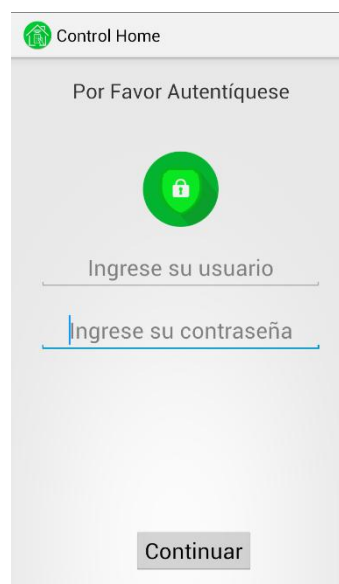 Control Home
Por Favor Autentíquese
Ingrese su usuario
Ingrese su contraseña
Continuar